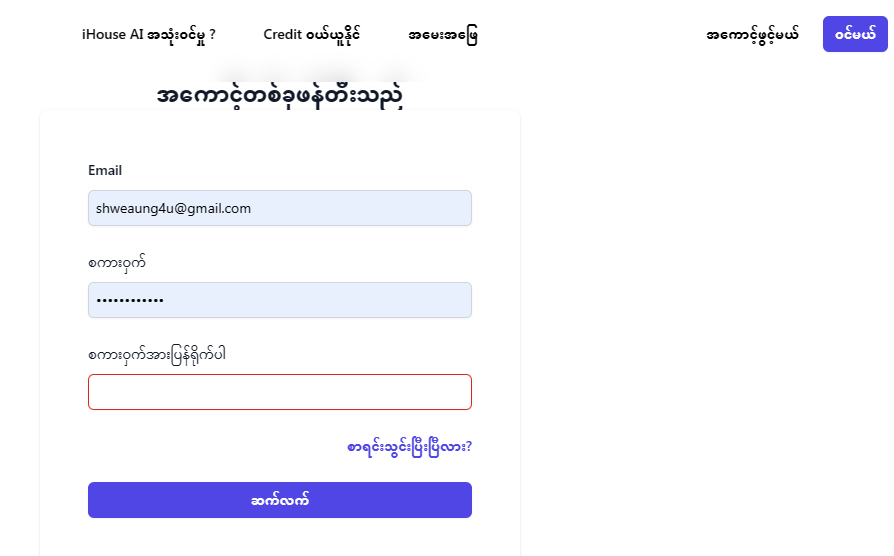 iHouse AI အသုံးဝင်မှု ? Credit ဝယ်ယူနိုင် အမေးအဖြေ အကောင့်ဖွင့်မယ် ဝင်မယ်
အကောင့်တစ်ခုဖန်တီးသည်
Email
shweaung4u@gmail.com
စကားဝှက်
••••••••••••
စကားဝှက်အားပြန်ရိုက်ပါ
စာရင်းသွင်းပြီးပြီလား?
ဆက်လက်